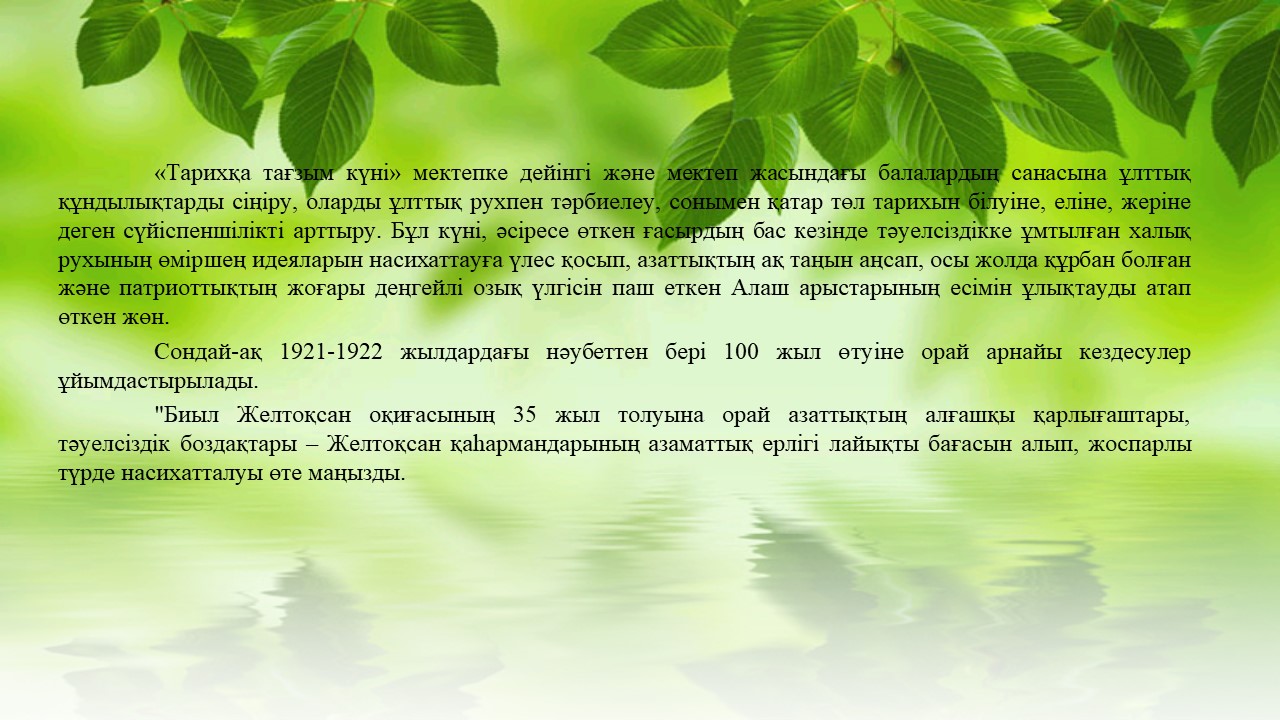 «Тарихқа тағзым күні» мектепке дейінгі және мектеп жасындағы балалардың санасына ұлттық
құндылықтарды сіңіру, оларды ұлттық рухпен тәрбиелеу, сонымен қатар төл тарихын білуіне, еліне, жеріне
деген сүйіспеншілікті арттыру. Бұл күні, әсіресе өткен ғасырдың бас кезінде тәуелсіздікке ұмтылған халық
рухының өміршең идеяларын насихаттауға үлес қосып, азаттықтың ақ таңын аңсап, осы жолда құрбан болған
және патриоттықтың жоғары деңгейлі озық үлгісін паш еткен Алаш арыстарының есімін ұлықтауды атап
өткен жөн.
Сондай-ақ 1921-1922 жылдардағы нәубеттен бері 100 жыл өтуіне орай арнайы кездесулер
ұйымдастырылады.
"Биыл Желтоқсан оқиғасының 35 жыл толуына орай азаттықтың алғашқы қарлығаштары,
тәуелсіздік боздақтары – Желтоқсан қаһармандарының азаматтық ерлігі лайықты бағасын алып, жоспарлы
түрде насихатталуы өте маңызды.